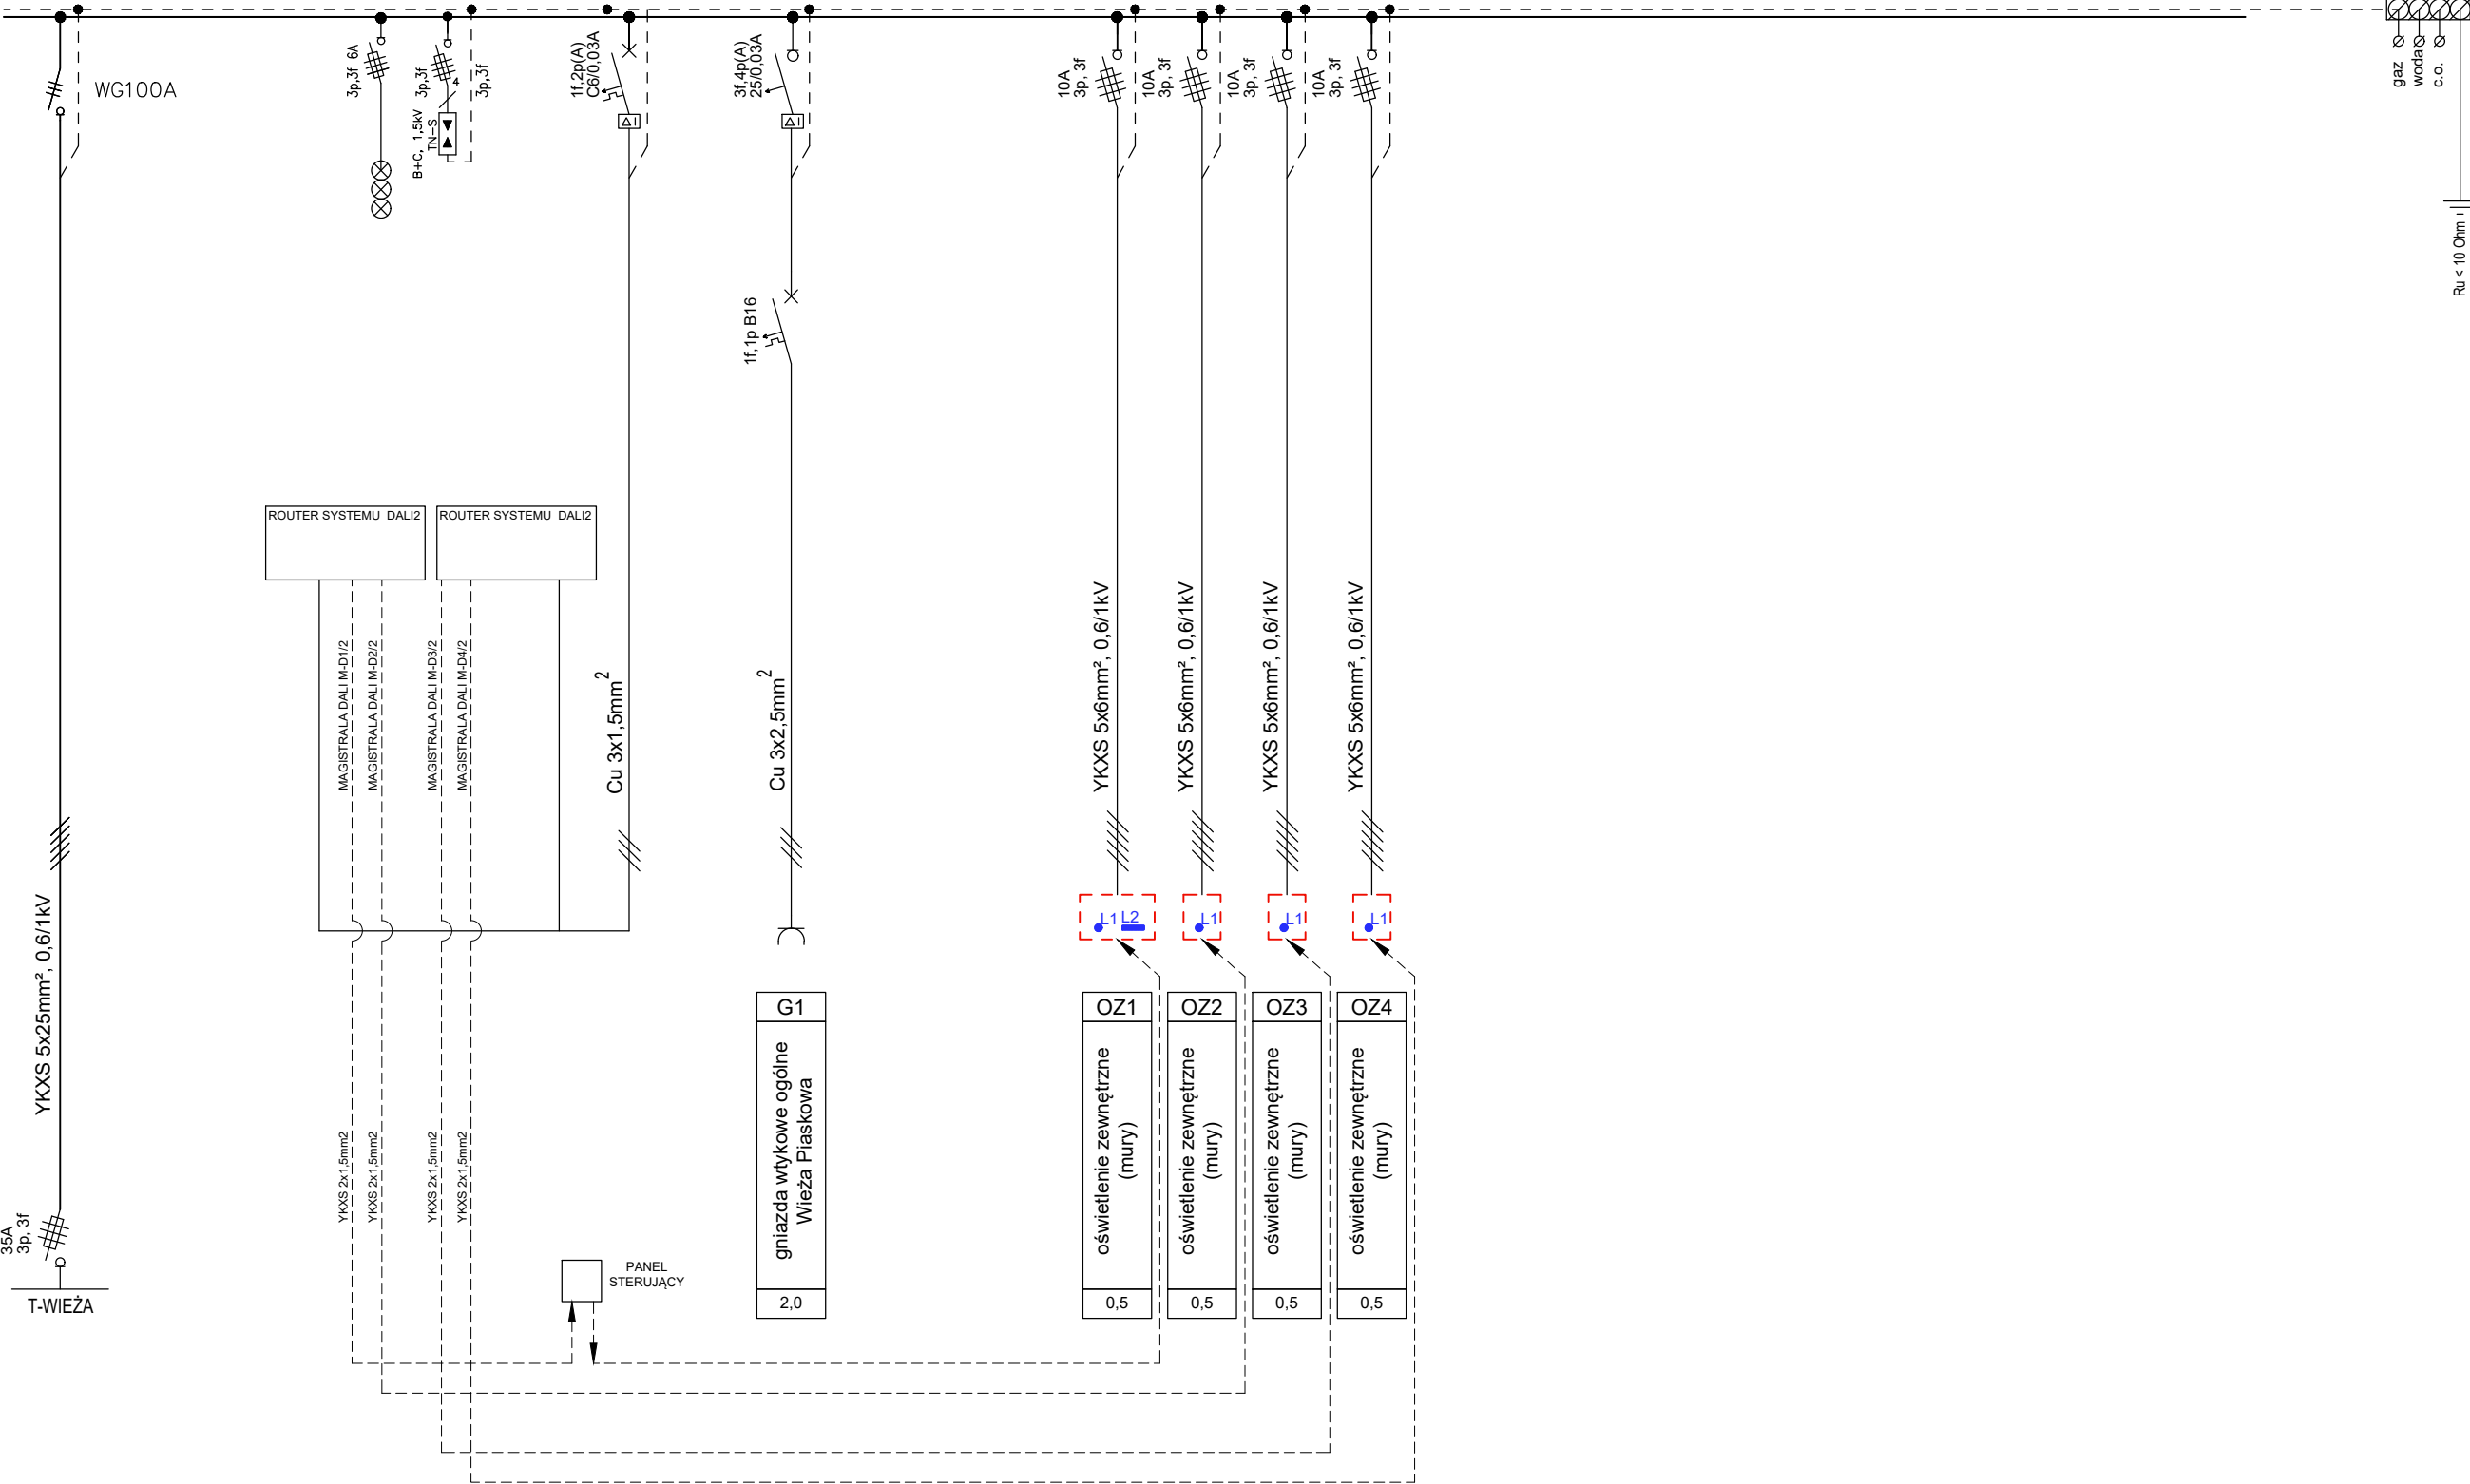 WG100A
3p,3f 6A
3p,3f
4
3p,3f
B+C, 1,5kV
TN-S
1f,2p(A)
C6/0,03A
3f,4p(A)
25/0,03A
10A
3p, 3f
10A
3p, 3f
10A
3p, 3f
10A
3p, 3f
gaz
woda
c.o.
Ru < 10 Ohm
1f,1p B16
ROUTER SYSTEMU DALI2
ROUTER SYSTEMU DALI2
MAGISTRALA DALI M-D1/2
MAGISTRALA DALI M-D2/2
MAGISTRALA DALI M-D3/2
MAGISTRALA DALI M-D4/2
Cu 3x1,5mm2
Cu 3x2,5mm2
YKXS 5x6mm², 0,6/1kV
YKXS 5x6mm², 0,6/1kV
YKXS 5x6mm², 0,6/1kV
YKXS 5x6mm², 0,6/1kV
L1 L2
L1
L1
L1
YKXS 5x25mm², 0,6/1kV
YKXS 2x1,5mm2
YKXS 2x1,5mm2
YKXS 2x1,5mm2
YKXS 2x1,5mm2
G1
gniazda wtykowe ogólne
Wieża Piaskowa
2,0
OZ1
oświetlenie zewnętrzne
(mury)
0,5
OZ2
oświetlenie zewnętrzne
(mury)
0,5
OZ3
oświetlenie zewnętrzne
(mury)
0,5
OZ4
oświetlenie zewnętrzne
(mury)
0,5
35A
3p, 3f
T-WIEŻA
PANEL
STERUJĄCY